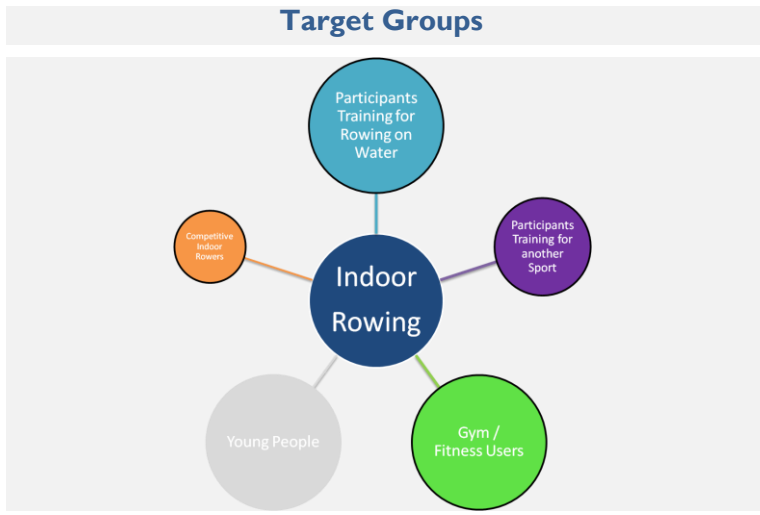 Target Groups
Participants
Training for
Rowing on
Water
Competitive
Indoor
Rowers
Participants
Training for
another
Sport
Indoor
Rowing
Young People
Gym /
Fitness Users